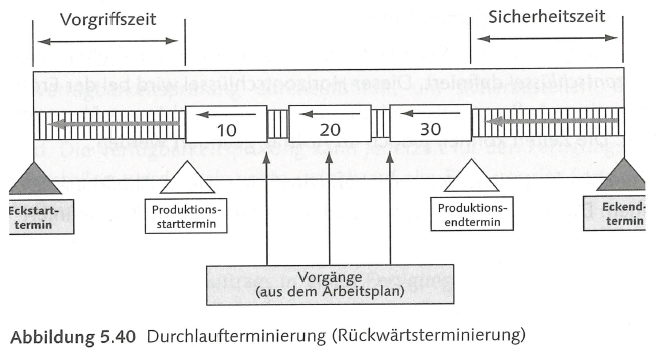 Vorgriffszeit
Sicherheitszeit
10
20
30
Eckstart-
termin
Produktions-
starttermin
Produktions-
endtermin
Eckend-
termin
Vorgänge
(aus dem Arbeitsplan)
Abbildung 5.40 Durchlaufterminierung (Rückwärtsterminierung)